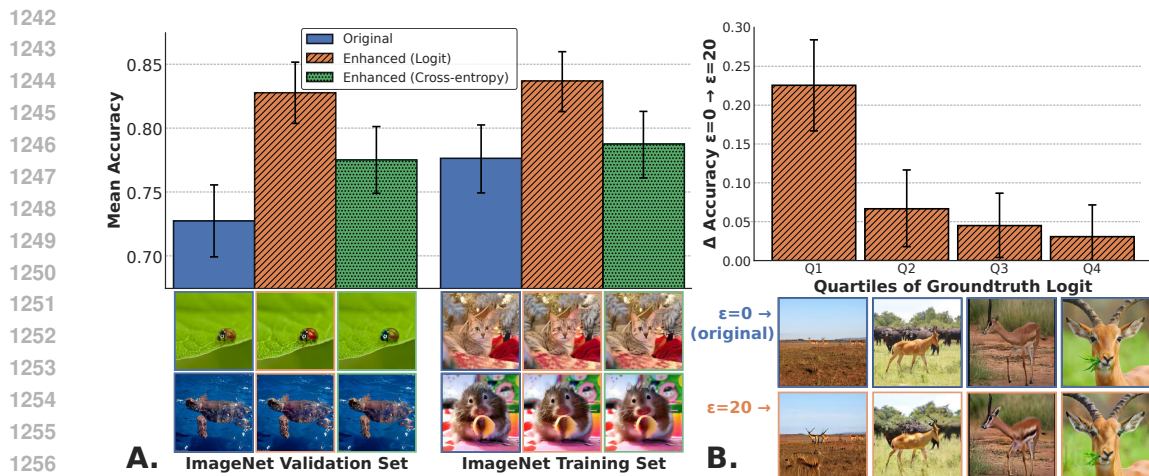 1242
1243
1244
1245
1246
1247
1248
1249
1250
1251
1252
1253
1254
1255
1256
Mean Accuracy
0.85
0.80
0.75
0.70
Original
Enhanced (Logit)
Enhanced (Cross-entropy)
A.
ImageNet Validation Set
ImageNet Training Set
Δ Accuracy ε=0 → ε=20
0.30
0.25
0.20
0.15
0.10
0.05
0.00
Q1 Q2 Q3 Q4
Quartiles of Groundtruth Logit
ε=0 →
(original)
ε=20 →
B.